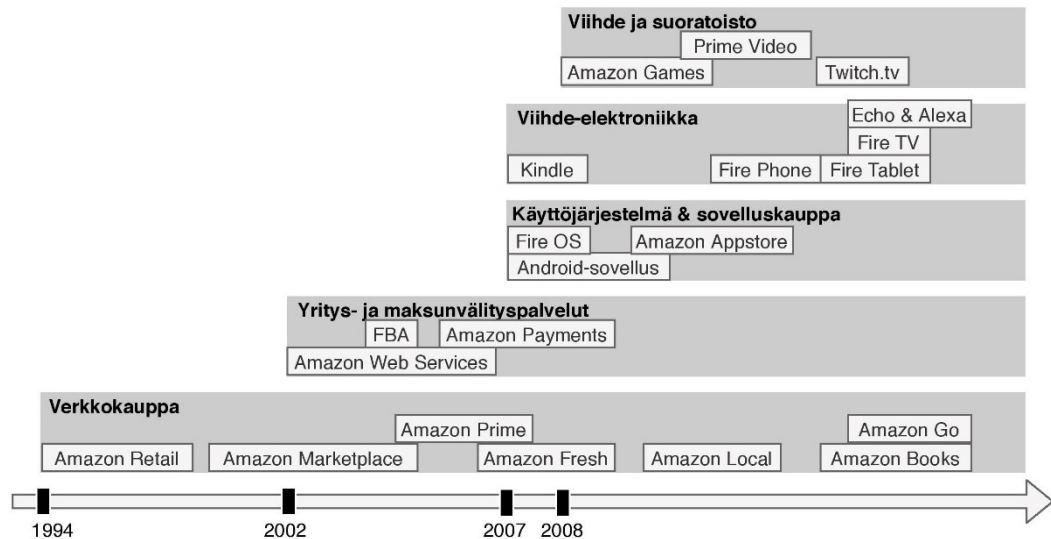 Viihde ja suoratoisto
Prime Video
Amazon Games
Twitch.tv
Viihde-elektroniikka
Echo & Alexa
Fire TV
Kindle
Fire Phone
Fire Tablet
Käyttöjärjestelmä & sovelluskauppa
Fire OS
Amazon Appstore
Android-sovellus
Yritys- ja maksunvälityspalvelut
FBA
Amazon Payments
Amazon Web Services
Verkkokauppa
Amazon Prime
Amazon Go
Amazon Retail
Amazon Marketplace
Amazon Fresh
Amazon Local
Amazon Books
1994
2002
2007
2008